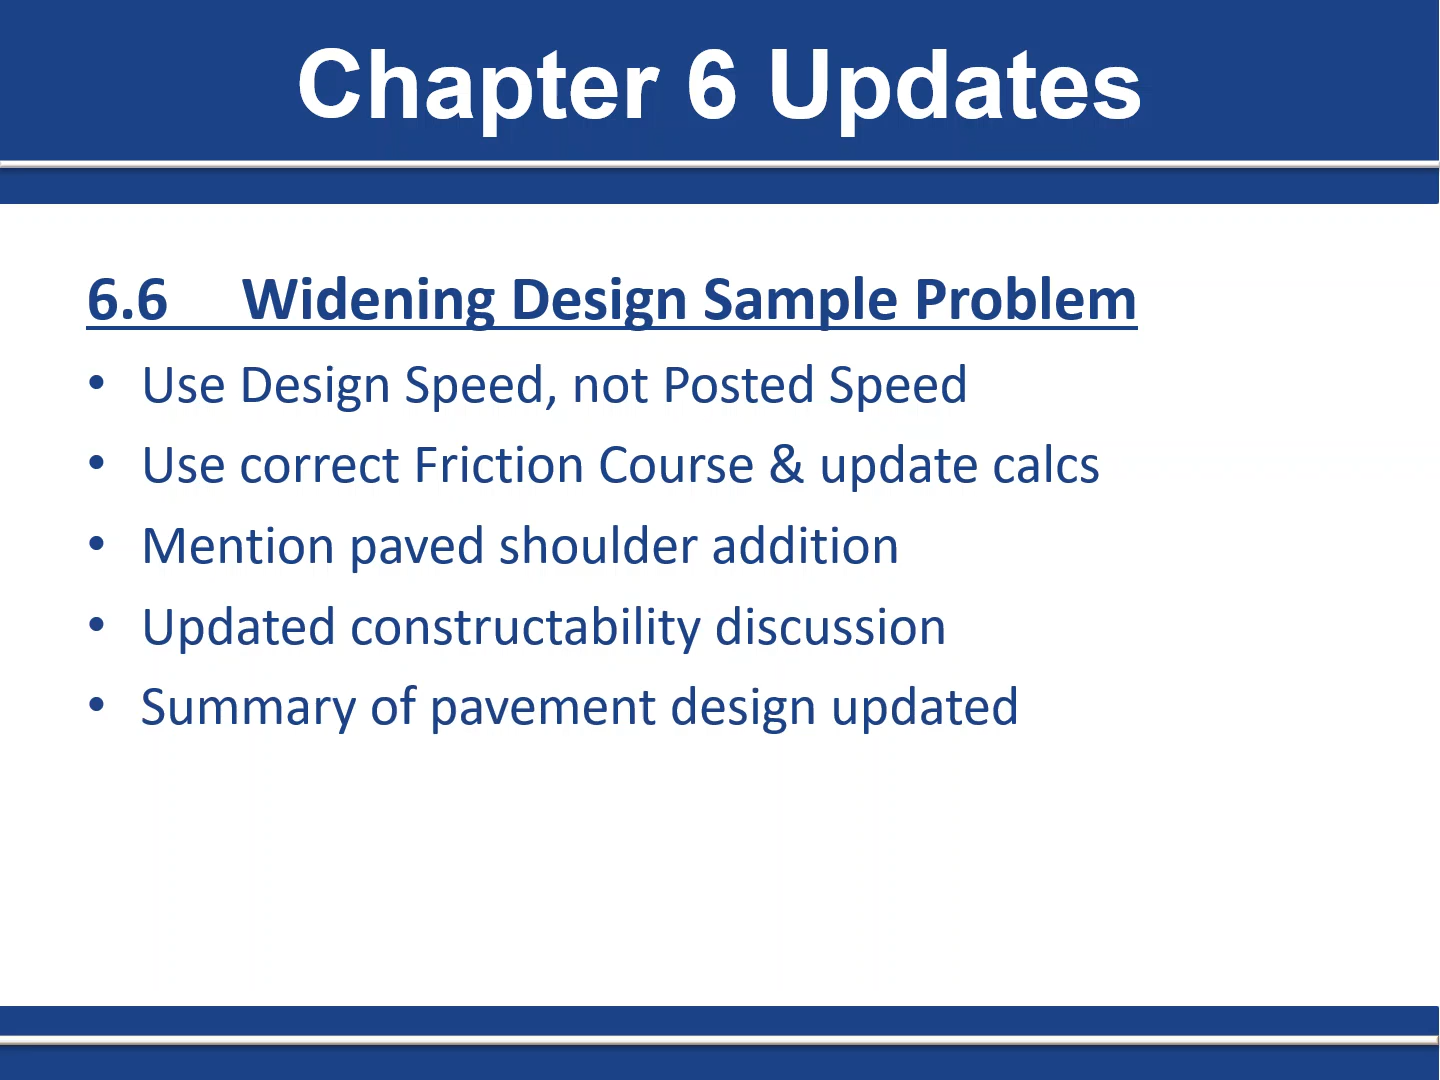 Chapter 6 Updates
6.6 Widening Design Sample Problem
• Use Design Speed, not Posted Speed
• Use correct Friction Course & update calcs
• Mention paved shoulder addition
• Updated constructability discussion
• Summary of pavement design updated